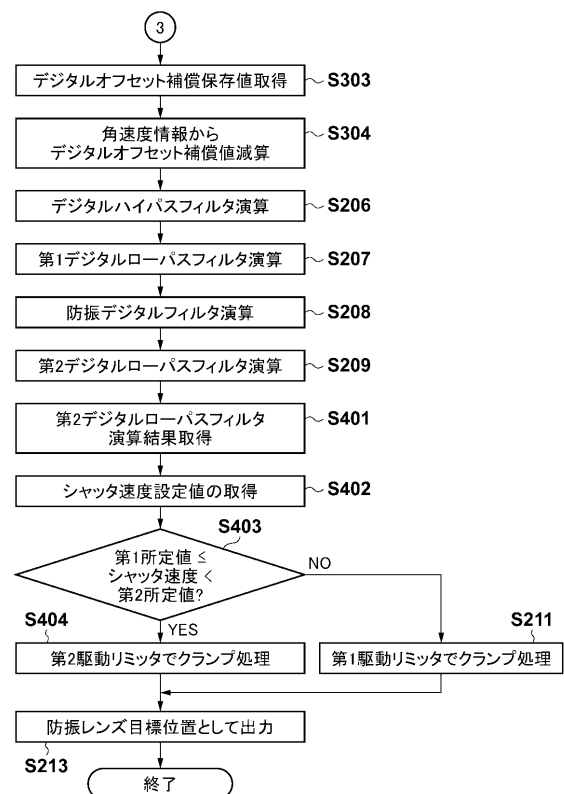 3
デジタルオフセット補償保存値取得
S303
角速度情報から
デジタルオフセット補償値減算
S304
デジタルハイパスフィルタ演算
S206
第1デジタルローパスフィルタ演算
S207
防振デジタルフィルタ演算
S208
第2デジタルローパスフィルタ演算
S209
第2デジタルローパスフィルタ
演算結果取得
S401
シャッタ速度設定値の取得
S402
S403
第1所定値 ≤
シャッタ速度 <
第2所定値?
NO
YES
S404
第2駆動リミッタでクランプ処理
S211
第1駆動リミッタでクランプ処理
防振レンズ目標位置として出力
S213
終了